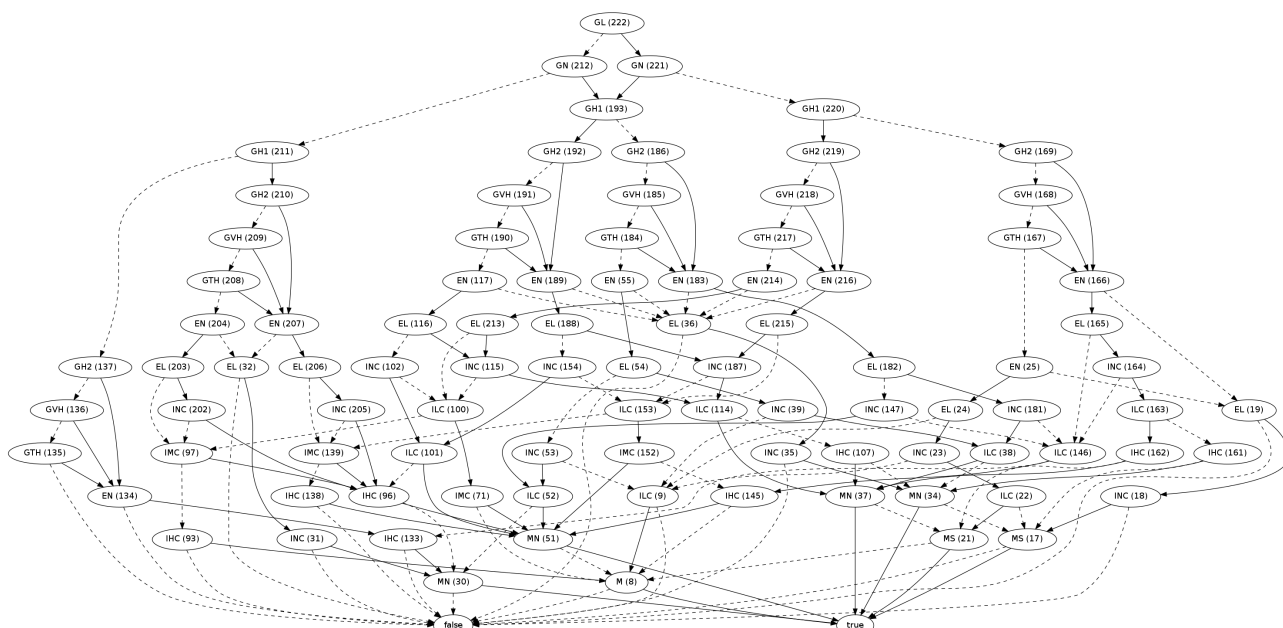 GL (222)
GN (212) GN (221)
GH1 (193) GH1 (220)
GH1 (211) GH2 (192) GH2 (186) GH2 (219) GH2 (169)
GH2 (210) GVH (191) GVH (185) GVH (218) GVH (168)
GVH (209) GTH (190) GTH (184) GTH (217) GTH (167)
GTH (208) EN (117) EN (189) EN (55) EN (183) EN (214) EN (216) EN (166)
EN (204) EN (207) EL (116) EL (213) EL (188) EL (36) EL (215) EL (165)
GH2 (137) EL (203) EL (32) EL (206) INC (102) INC (115) INC (154) EL (54) INC (187) EL (182) EN (25) INC (164)
GVH (136) INC (202) INC (205) ILC (100) ILC (153) ILC (114) INC (39) INC (147) EL (24) INC (181) ILC (163) EL (19)
GTH (135) IMC (97) IMC (139) ILC (101) INC (53) IMC (152) INC (35) IHC (107) INC (23) ILC (38) ILC (146) IHC (162) IHC (161)
EN (134) IHC (138) IHC (96) IMC (71) ILC (52) ILC (9) IHC (145) MN (37) MN (34) ILC (22) INC (18)
IHC (93) INC (31) IHC (133) MN (51) MS (21) MS (17)
MN (30) M (8)
false true